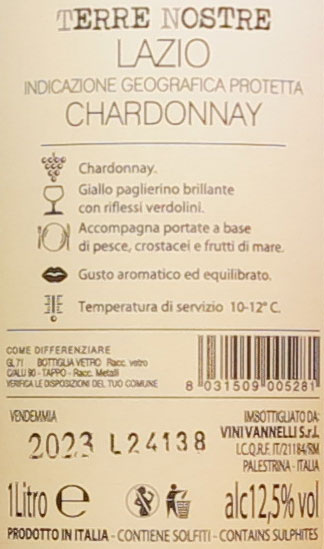 TERRE NOSTRE
LAZIO
INDICAZIONE GEOGRAFICA PROTETTA
CHARDONNAY
Chardonnay.
Giallo paglierino brillante
con riflessi verdolini.
Accompagna portate a base
di pesce, crostacei e frutti di mare.
Gusto aromatico ed equilibrato.
Temperatura di servizio 10-12° C.
COME DIFFERENZIARE
GL 71 BOTTIGLIA VETRO Racc. vetro
C/ALU 90 - TAPPO - Racc. Metalli
VERIFICA LE DISPOSIZIONI DEL TUO COMUNE
8 031509 005281
VENDEMMIA
2023 L24138
IMBOTTIGLIATO DA:
VINI VANNELLI S.r.l.
I.C.Q.R.F. IT/21184/RM
PALESTRINA - ITALIA
1 Litro e
alc12,5% vol
PRODOTTO IN ITALIA - CONTIENE SOLFITI - CONTAINS SULPHITES